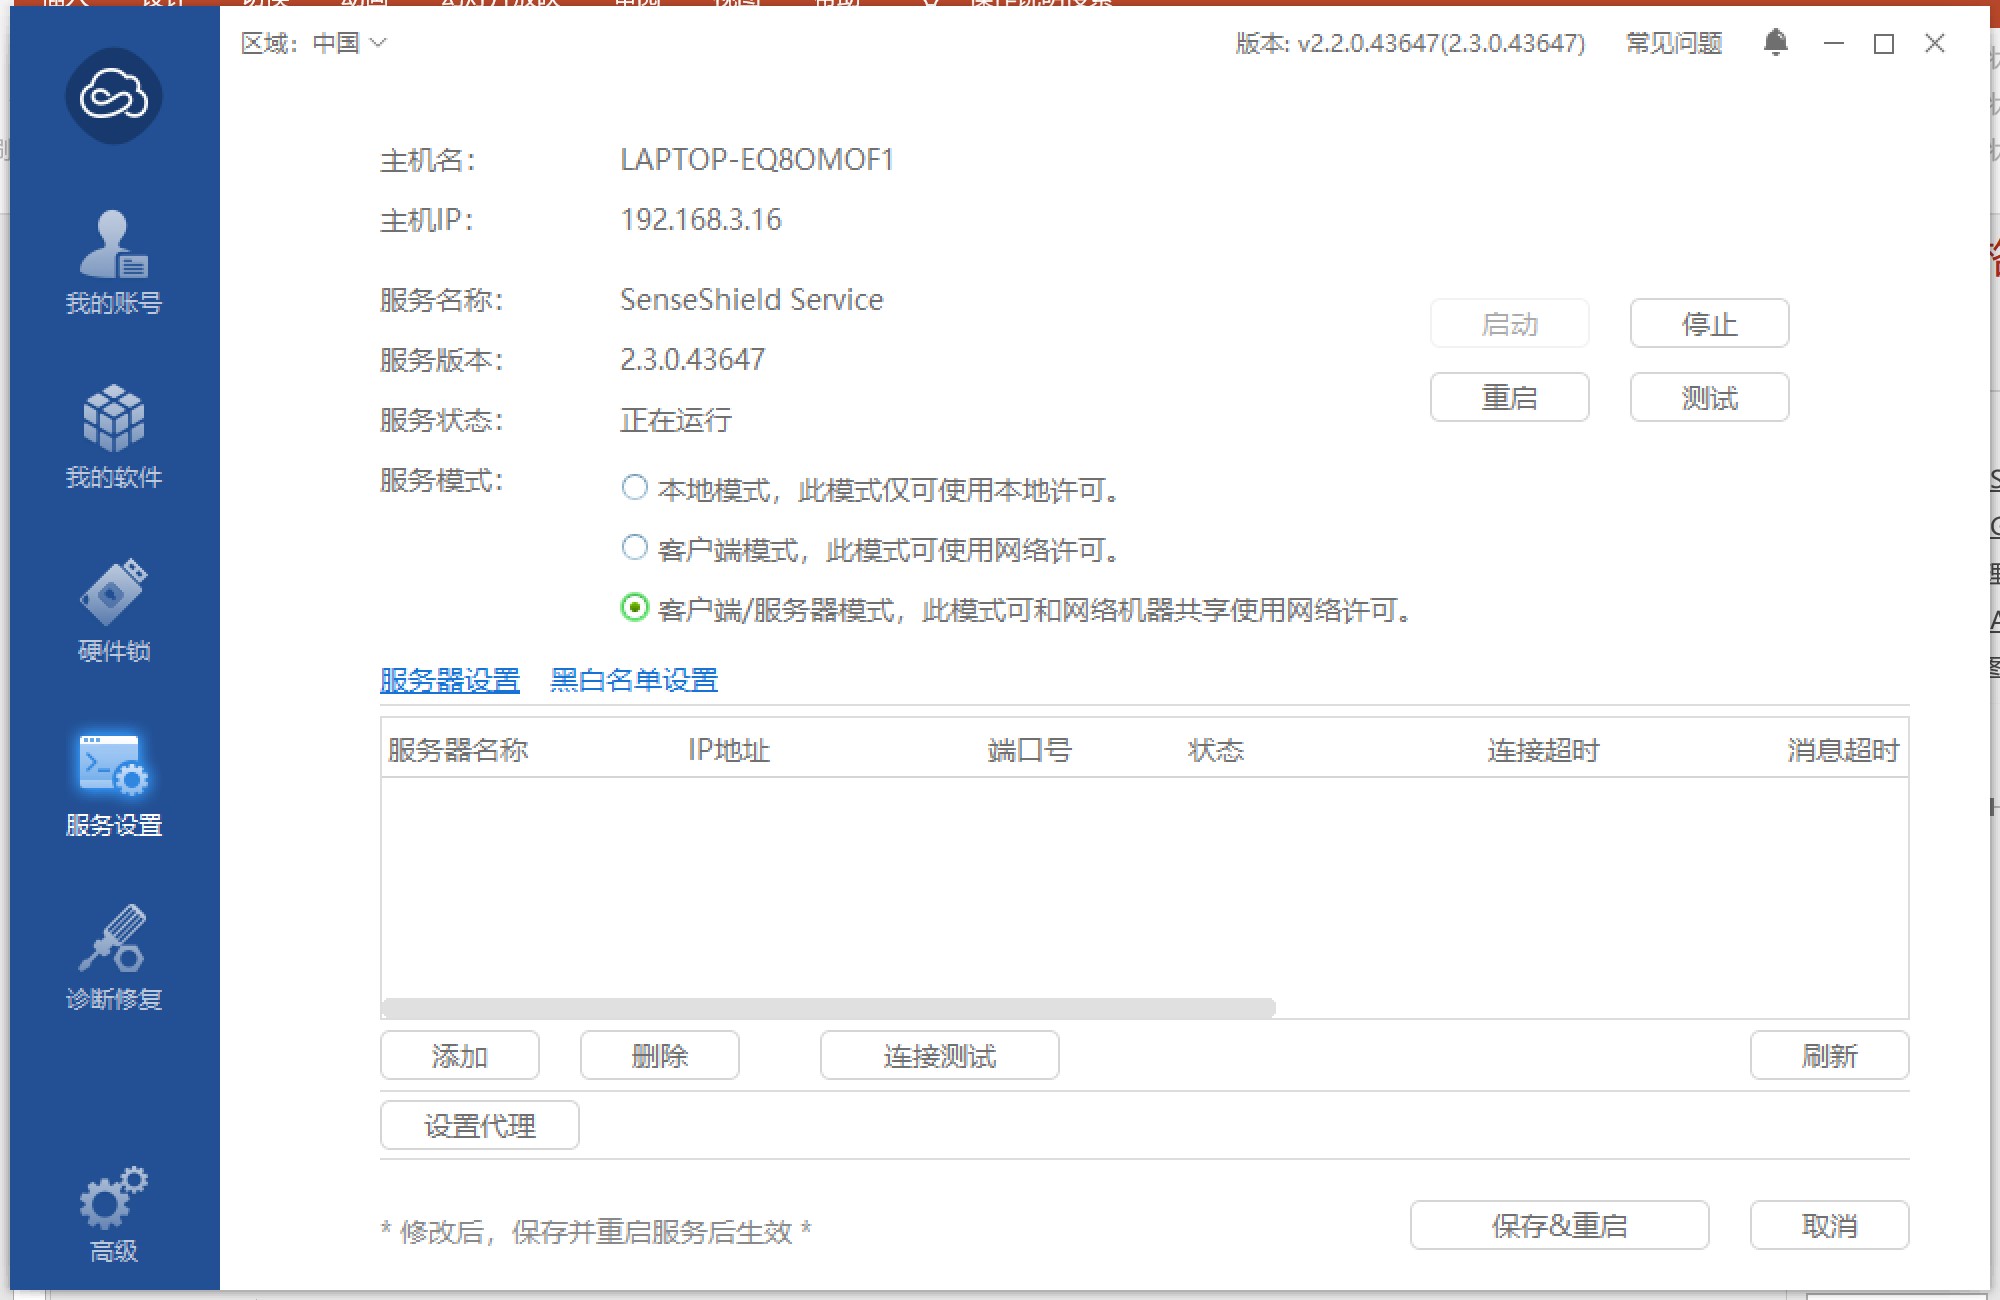 区域: 中国
版本: v2.2.0.43647(2.3.0.43647)
常见问题
我的账号
我的软件
硬件锁
服务设置
诊断修复
高级
主机名: LAPTOP-EQ8OMOF1
主机IP: 192.168.3.16
服务名称: SenseShield Service
启动 停止
服务版本: 2.3.0.43647
重启 测试
服务状态: 正在运行
服务模式:
本地模式，此模式仅可使用本地许可。
客户端模式，此模式可使用网络许可。
客户端/服务器模式，此模式可和网络机器共享使用网络许可。
服务器设置 黑白名单设置
服务器名称 IP地址 端口号 状态 连接超时 消息超时
添加 删除 连接测试 刷新
设置代理
* 修改后，保存并重启服务后生效 *
保存&重启 取消